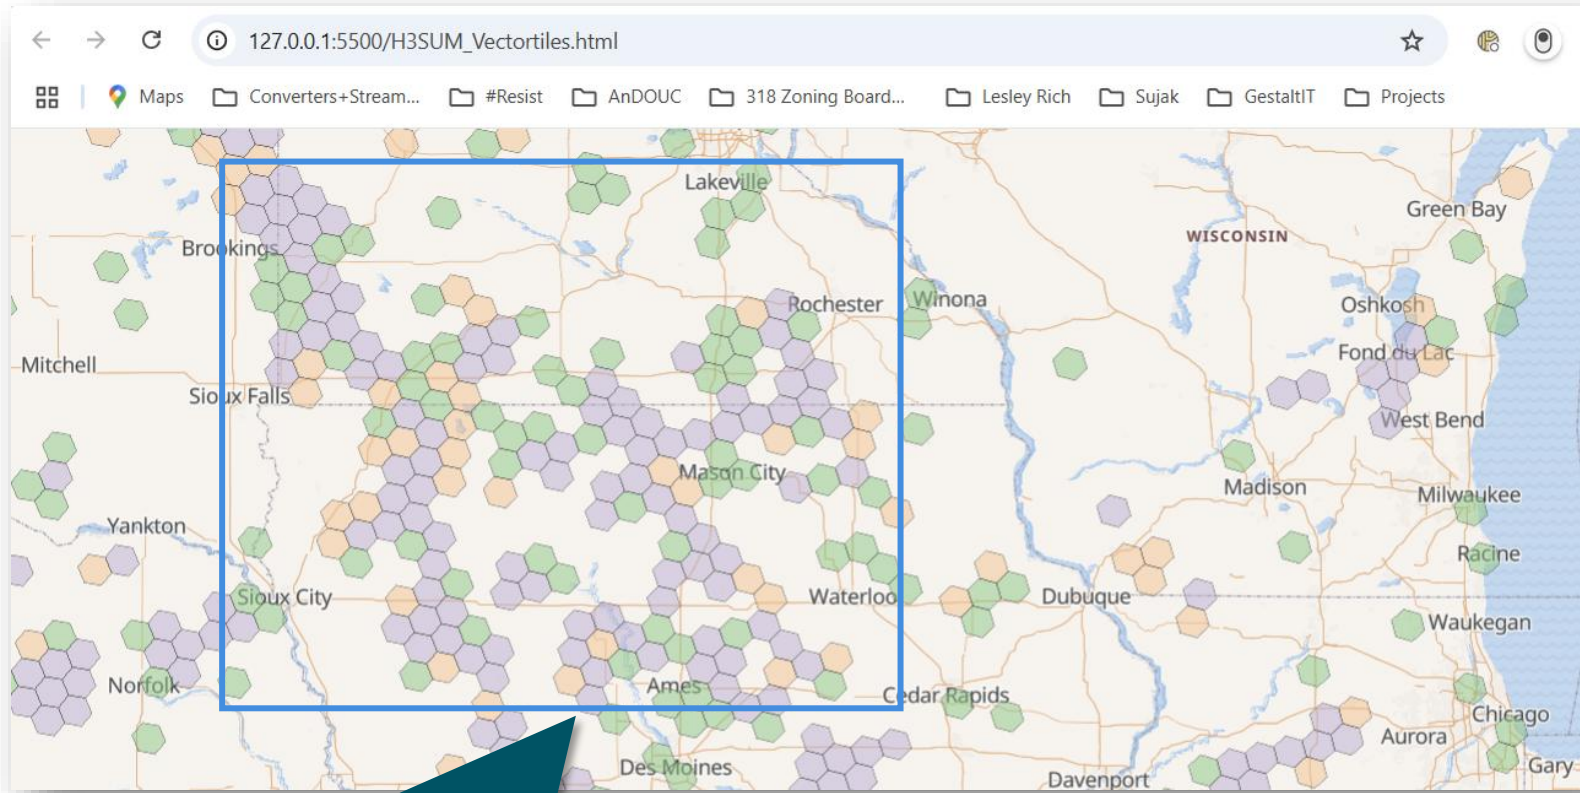 127.0.0.1:5500/H3SUM_Vectortiles.html
Maps Converters+Stream... #Resist AnDOUC 318 Zoning Board... Lesley Rich Sujak GestaltIT Projects
Lakeville
Green Bay
WISCONSIN
Brookings
Rochester
Winona
Oshkosh
Fond du Lac
Mitchell
Sioux Falls
West Bend
Mason City
Madison
Milwaukee
Yankton
Racine
Sioux City
Waterloo
Dubuque
Waukegan
Norfolk
Ames
Cedar Rapids
Chicago
Aurora
Des Moines
Davenport
Gary